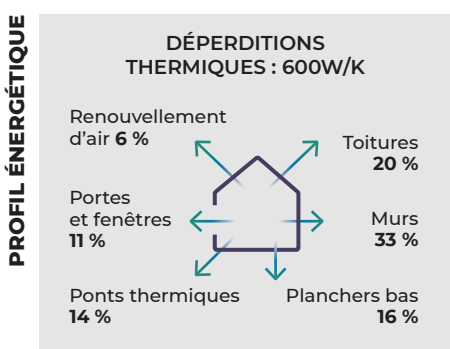 PROFIL ÉNERGÉTIQUE
DÉPERDITIONS
THERMIQUES : 600W/K
Renouvellement
d'air 6 %
Toitures
20 %
Portes
et fenêtres
11 %
Murs
33 %
Ponts thermiques
14 %
Planchers bas
16 %